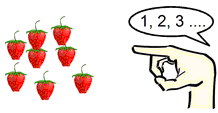 1, 2, 3 ....